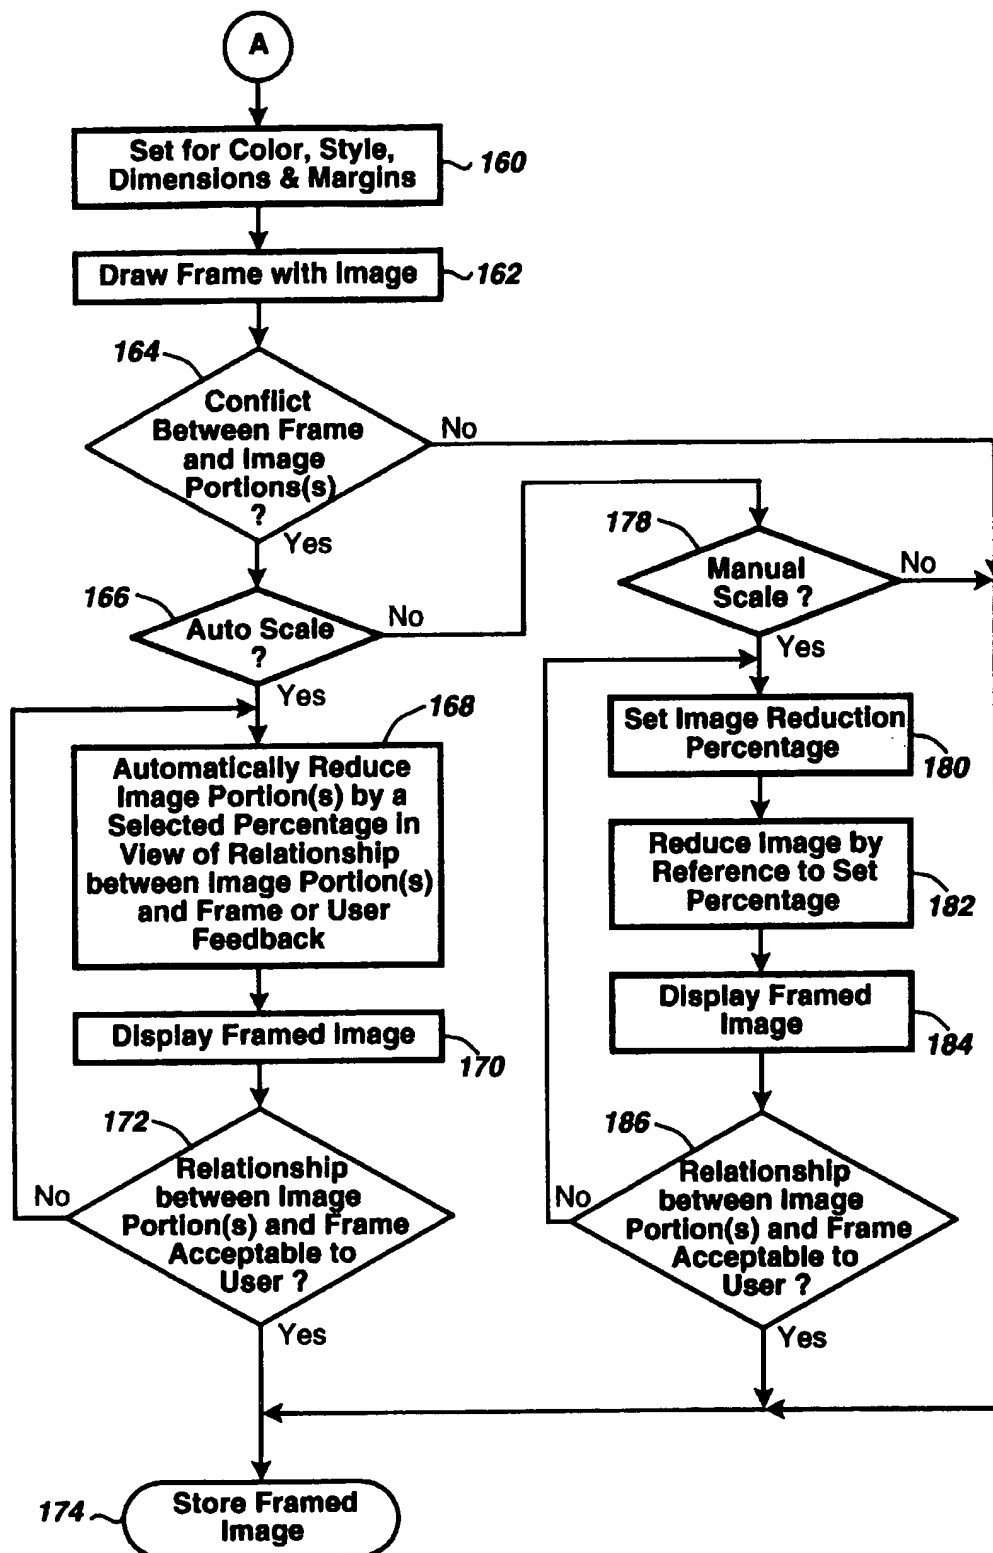 A
Set for Color, Style,
Dimensions & Margins
160
Draw Frame with Image
162
164
Conflict
Between Frame
and Image
Portions(s)
?
No
Yes
166
Auto Scale
?
No
Yes
168
Automatically Reduce
Image Portion(s) by a
Selected Percentage in
View of Relationship
between Image Portion(s)
and Frame or User
Feedback
Display Framed Image
170
172
Relationship
between Image
Portion(s) and Frame
Acceptable to
User ?
No
Yes
178
Manual
Scale ?
No
Yes
Set Image Reduction
Percentage
180
Reduce Image by
Reference to Set
Percentage
182
Display Framed
Image
184
186
Relationship
between Image
Portion(s) and Frame
Acceptable to
User ?
No
Yes
174
Store Framed
Image